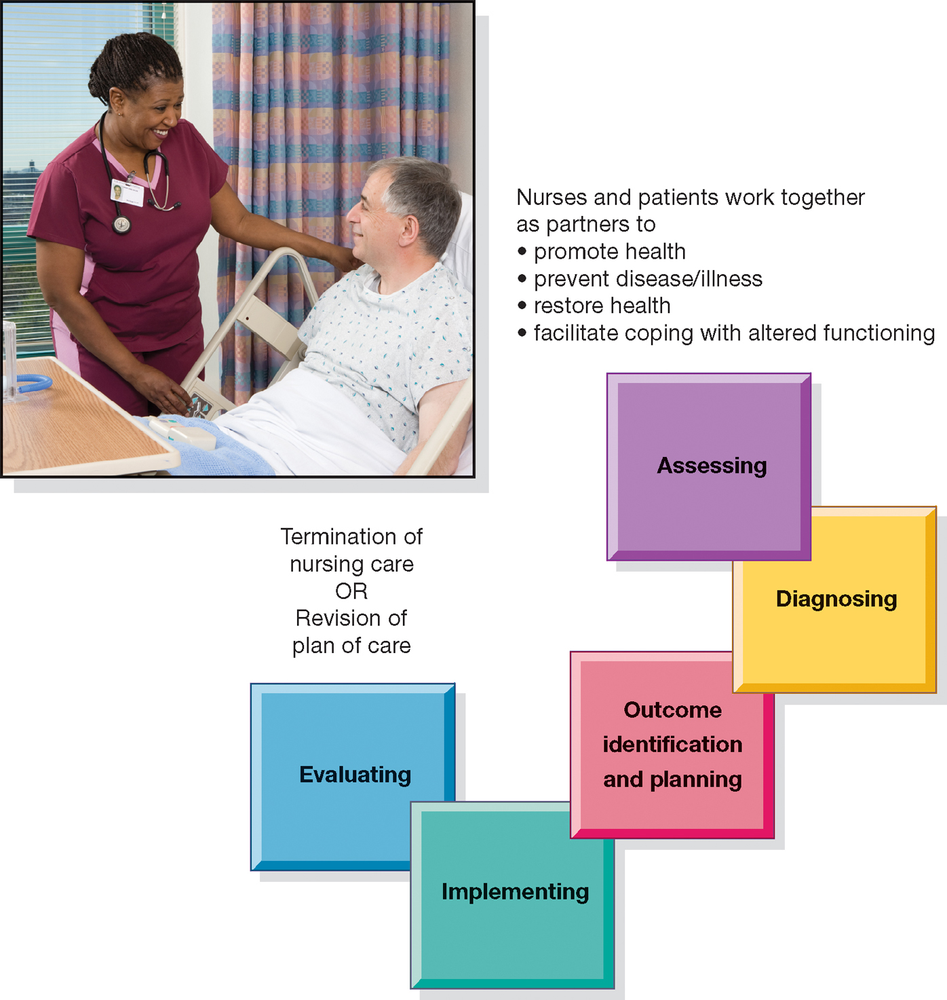 Nurses and patients work together
as partners to
• promote health
• prevent disease/illness
• restore health
• facilitate coping with altered functioning
Assessing
Diagnosing
Outcome
identification
and planning
Implementing
Evaluating
Termination of
nursing care
OR
Revision of
plan of care